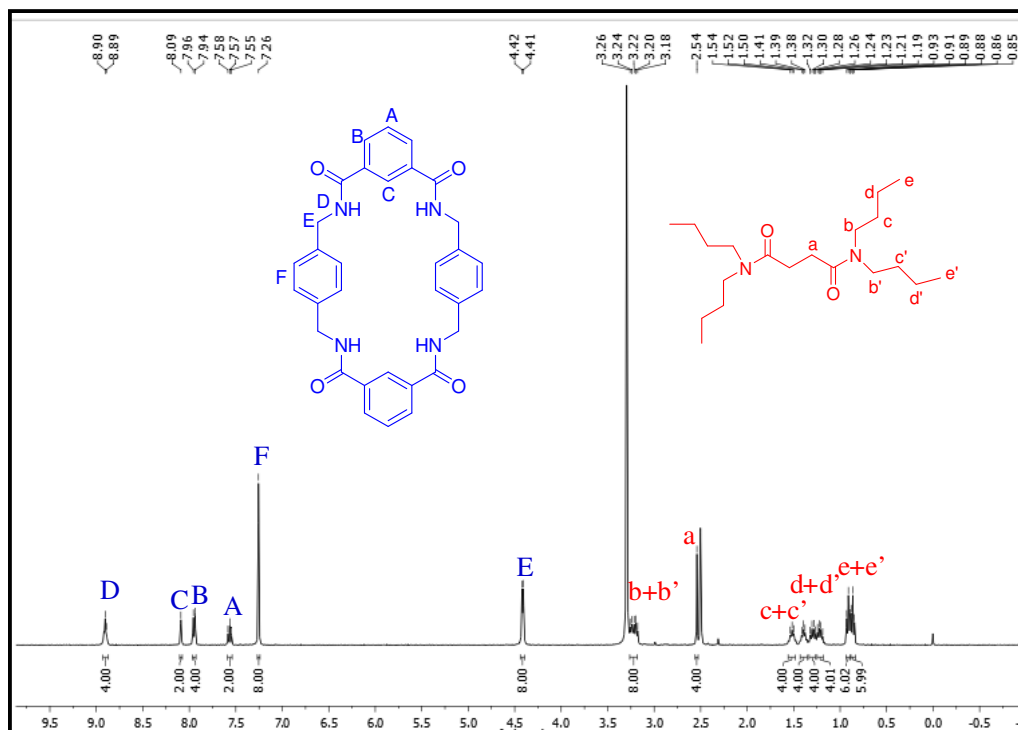 8.90 8.89 8.09 7.96 7.94 7.58 7.57 7.55 7.26 4.42 4.41 3.26 3.24 3.22 3.20 3.18 2.54 1.54 1.52 1.50 1.41 1.39 1.38 1.32 1.30 1.28 1.26 1.24 1.23 1.21 1.19 0.93 0.91 0.89 0.88 0.86 0.85
A
B
O O
C
D NH HN
E
F
NH HN
O O
d e
b c
O a
N N
c' e'
O b' d'
F
a
E
D C B A
b+b’ c+c’ d+d’ e+e’
4.00 2.00 4.00 2.00 8.00 8.00 8.00 4.00 4.00 4.00 4.00 4.01 6.02 5.99
9.5 9.0 8.5 8.0 7.5 7.0 6.5 6.0 5.5 5.0 4.5 4.0 3.5 3.0 2.5 2.0 1.5 1.0 0.5 0.0 -0.5